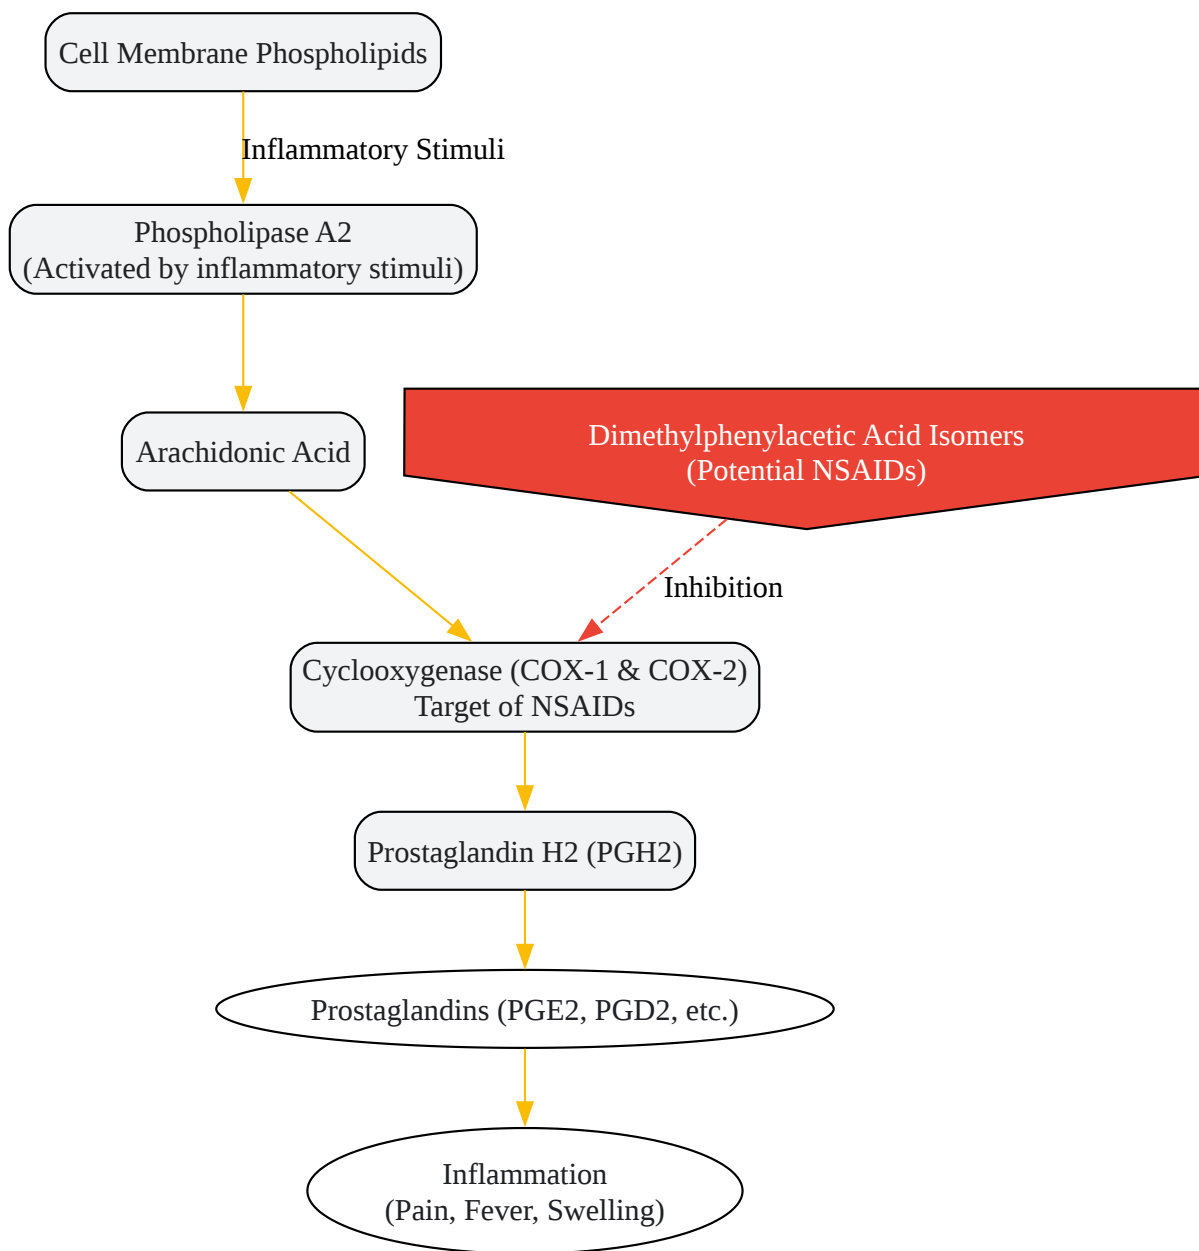 Cell Membrane Phospholipids
Inflammatory Stimuli
Phospholipase A2
(Activated by inflammatory stimuli)
Arachidonic Acid
Dimethylphenylacetic Acid Isomers
(Potential NSAIDs)
Inhibition
Cyclooxygenase (COX-1 & COX-2)
Target of NSAIDs
Prostaglandin H2 (PGH2)
Prostaglandins (PGE2, PGD2, etc.)
Inflammation
(Pain, Fever, Swelling)